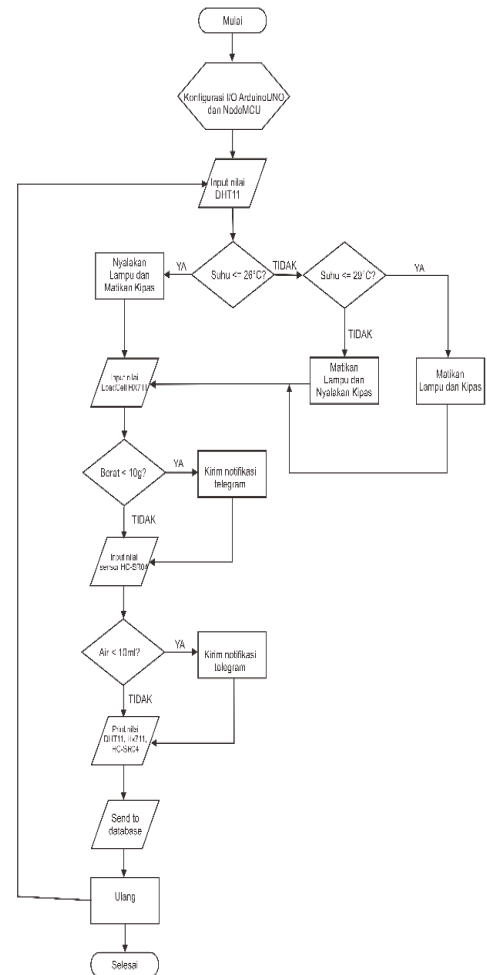 Mulai
Konfigurasi I/O ArduinoUNO
dan NodoMCU
Input nilai
DHT11
Suhu <= 26°C?
YA
TIDAK
Suhu <= 29°C?
YA
TIDAK
Nyalakan
Lampu dan
Matikan Kipas
Matikan
Lampu dan
Nyalakan Kipas
Matikan
Lampu dan Kipas
Input nilai
LoadCell HX711
Borat < 10g?
YA
Kirim notifikasi
telegram
TIDAK
Input nilai
sensor HC-SR04
Air < 10ml?
YA
Kirim notifikasi
tologram
TIDAK
Print nilai
DHT11, Hx711,
HC-SR04
Send to
database
Ulang
Selesai